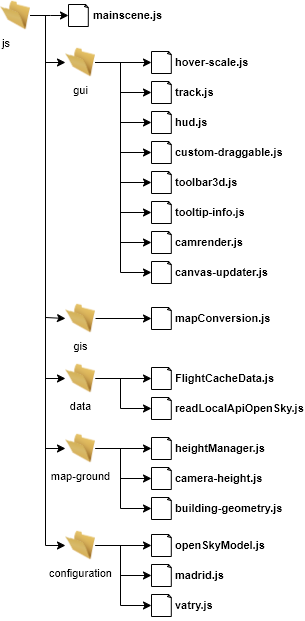 js
mainscene.js
gui
hover-scale.js
track.js
hud.js
custom-draggable.js
toolbar3d.js
tooltip-info.js
camrender.js
canvas-updater.js
gis
mapConversion.js
data
FlightCacheData.js
readLocalApiOpenSky.js
map-ground
heightManager.js
camera-height.js
building-geometry.js
configuration
openSkyModel.js
madrid.js
vatry.js